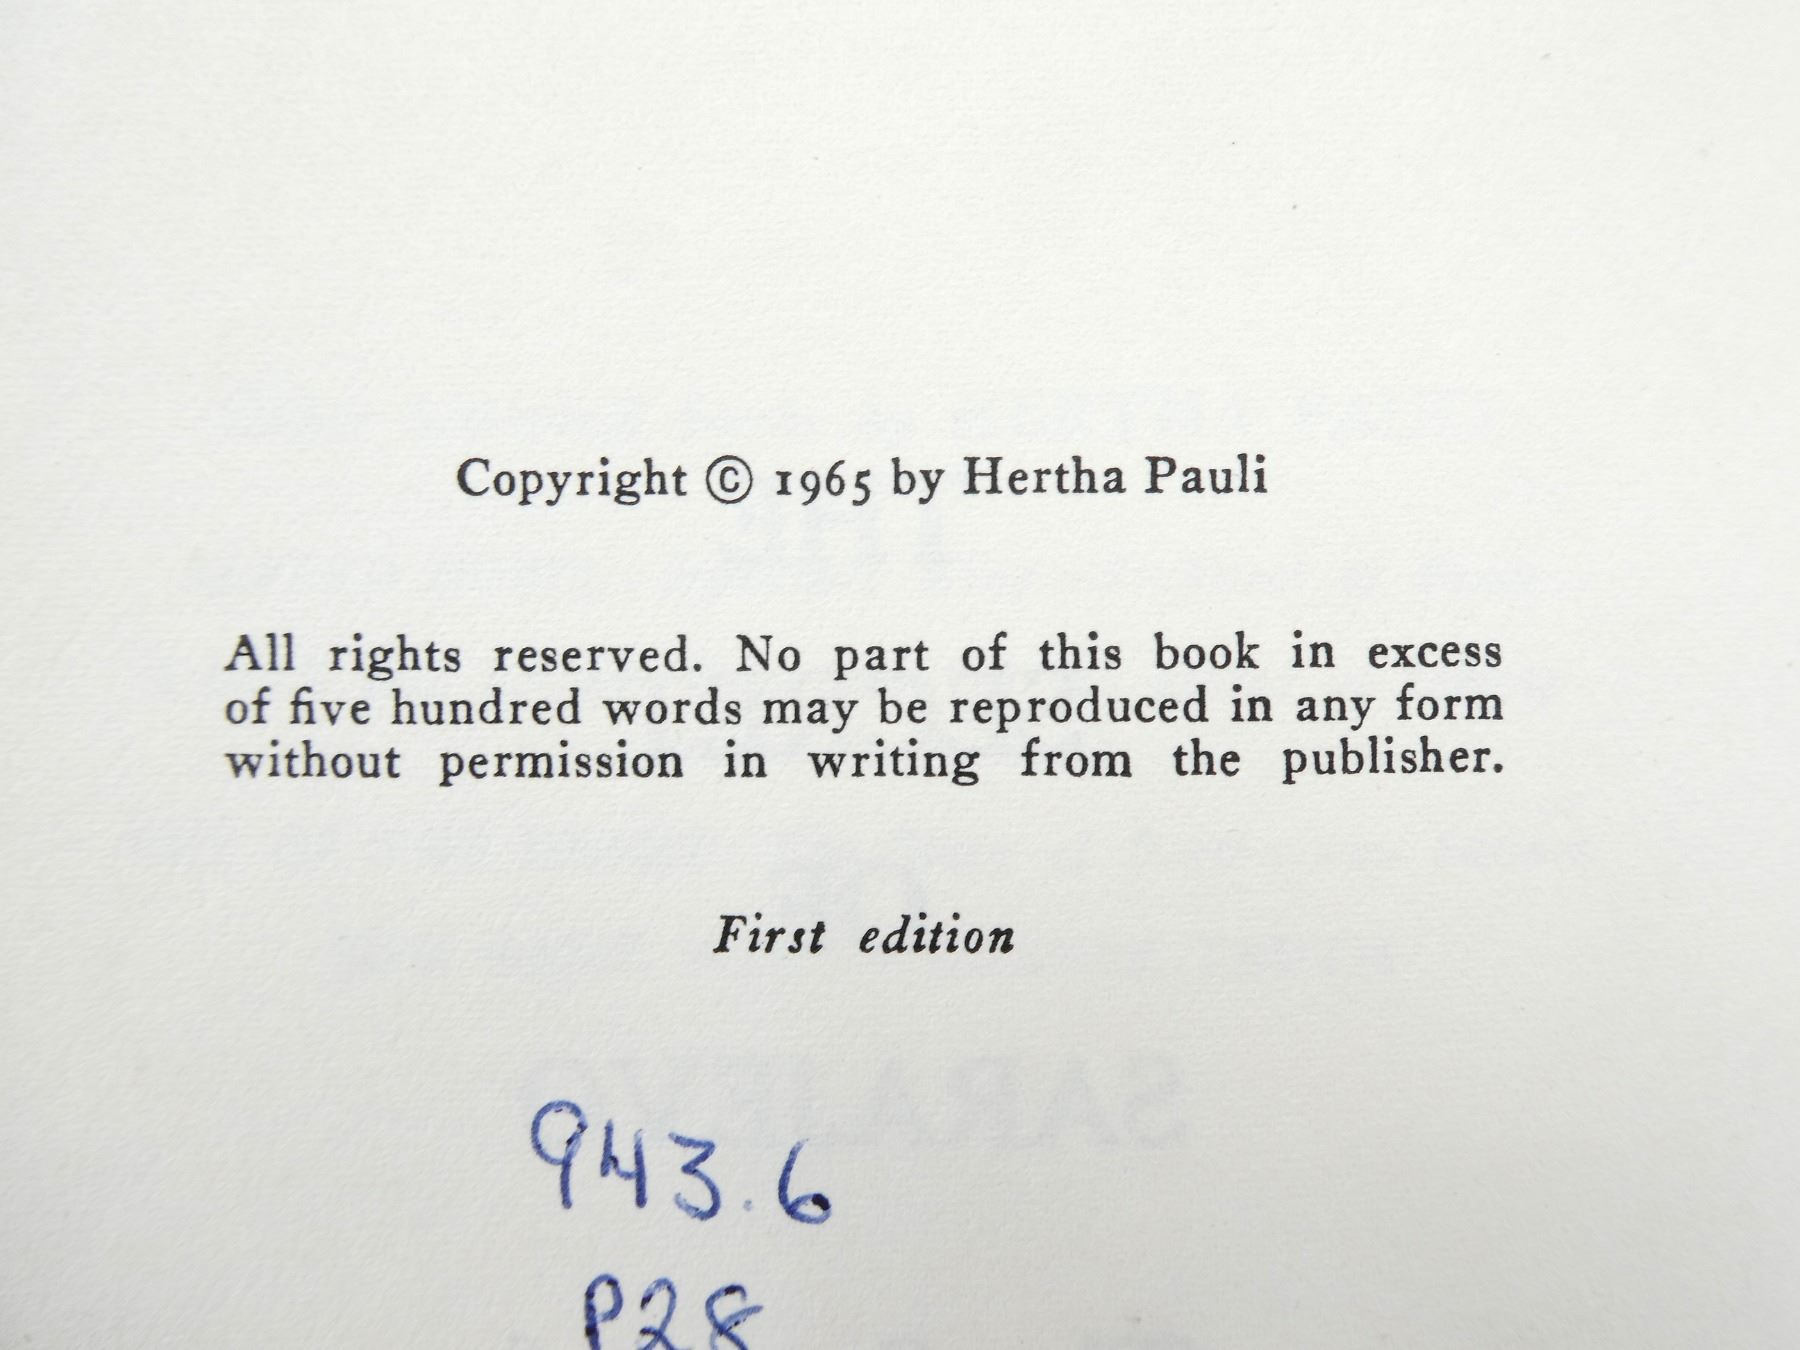 Copyright © 1965 by Hertha Pauli
All rights reserved. No part of this book in excess
of five hundred words may be reproduced in any form
without permission in writing from the publisher.
First edition
943.6
P28